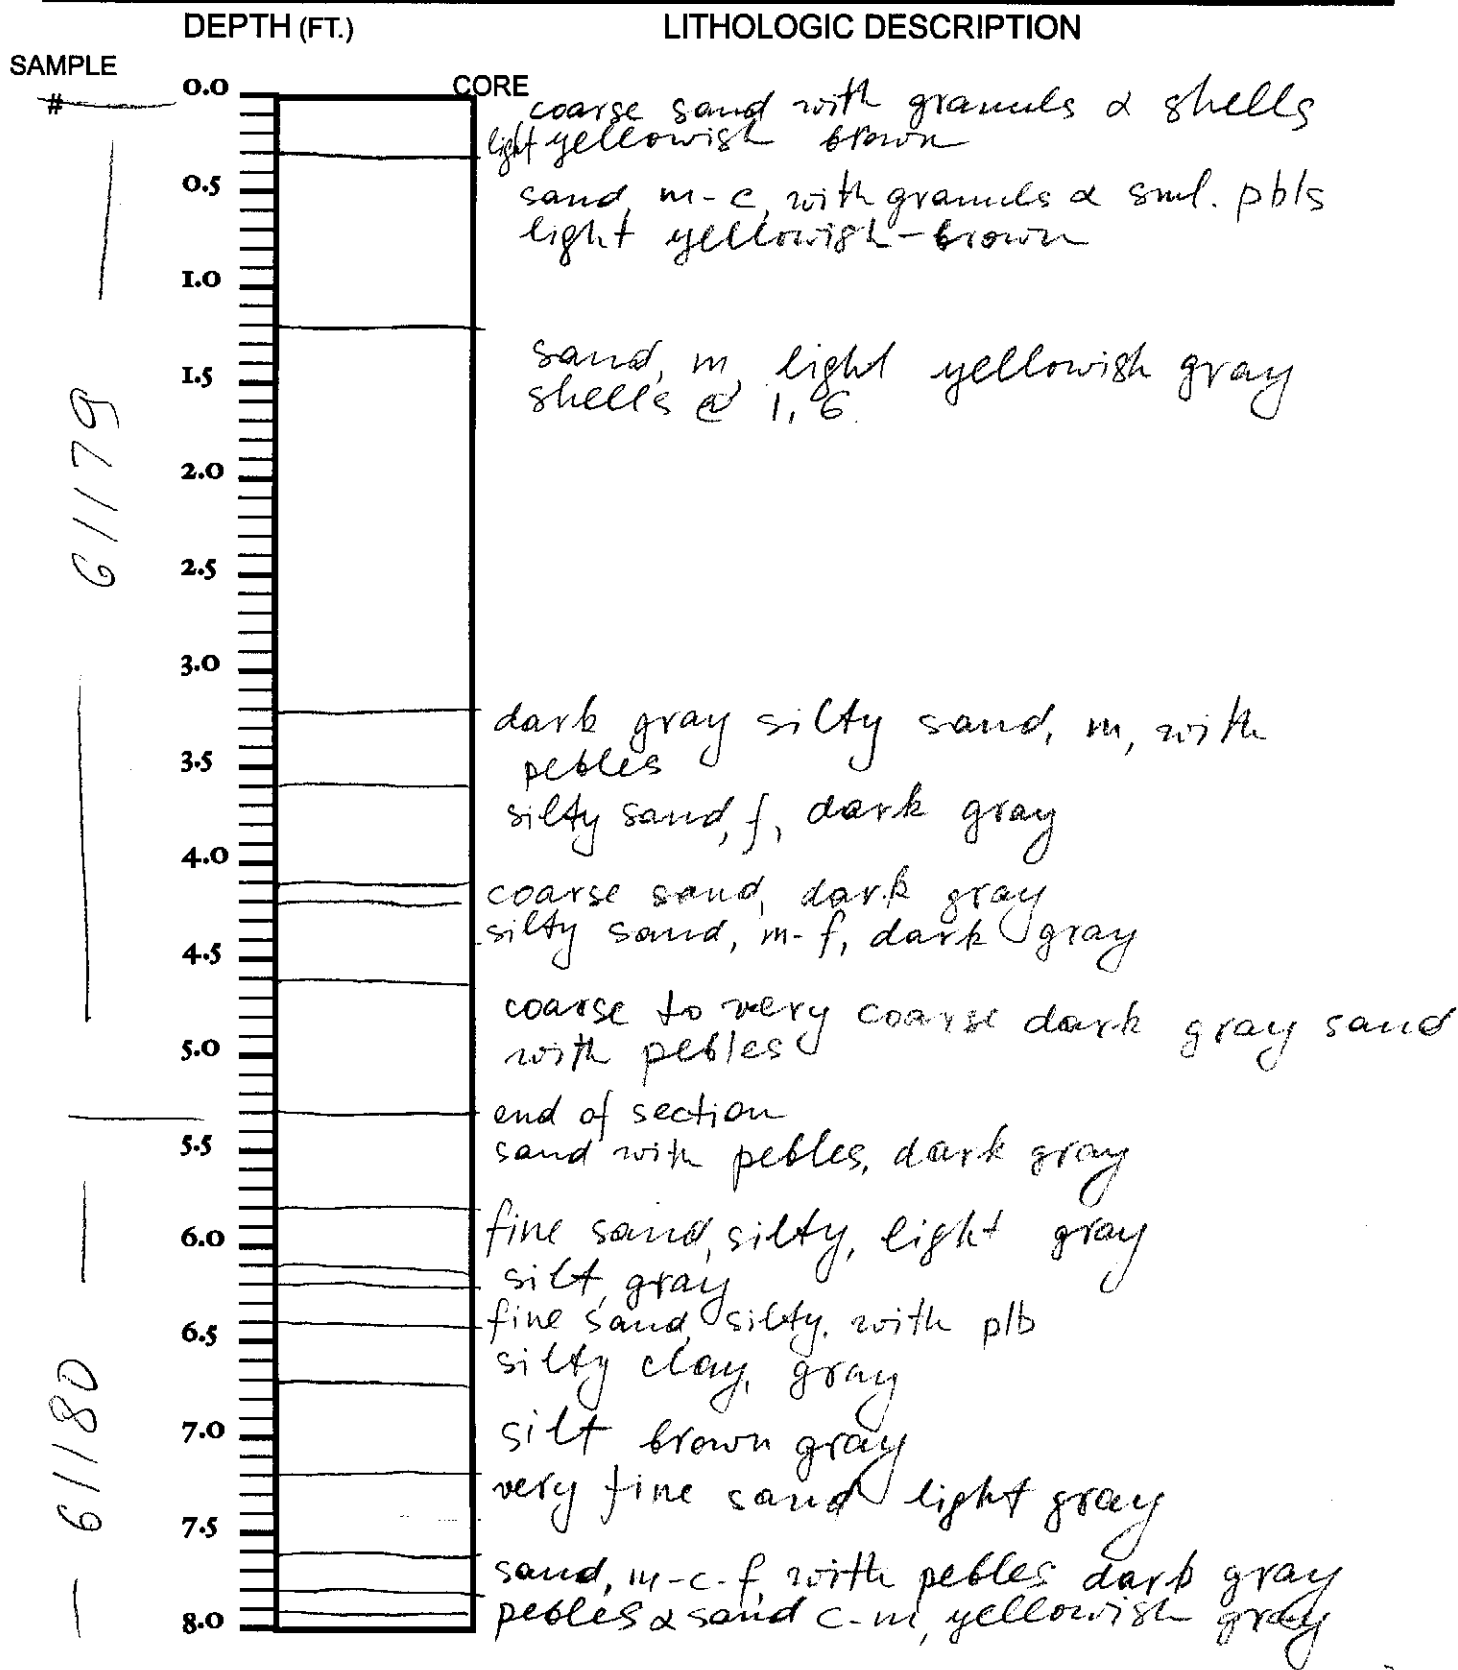 DEPTH (FT.) LITHOLOGIC DESCRIPTION
SAMPLE
#
CORE
0.0
coarse sand with granuls & shells
light yellowish brown
0.5
sand, m-c, with granuls & sml. pbls
light yellowish-brown
1.0
sand, m, light yellowish gray
1.5
shells @ 1,6.
61179
2.0
2.5
3.0
dark gray silty sand, m, with
3.5
pebles
silty sand, f, dark gray
4.0
coarse sand, dark gray
silty sand, m-f, dark gray
4.5
coarse to very coarse dark gray sand
5.0
with pebles
end of section
5.5
sand with pebles, dark gray
6.0
fine sand, silty, light gray
silt, gray
6.5
fine sand, silty, with plb
silty clay, gray
61180
7.0
silt brown gray
very fine sand light gray
7.5
sand, m-c-f, with pebles dark gray
8.0
pebles & sand c-m, yellowish gray